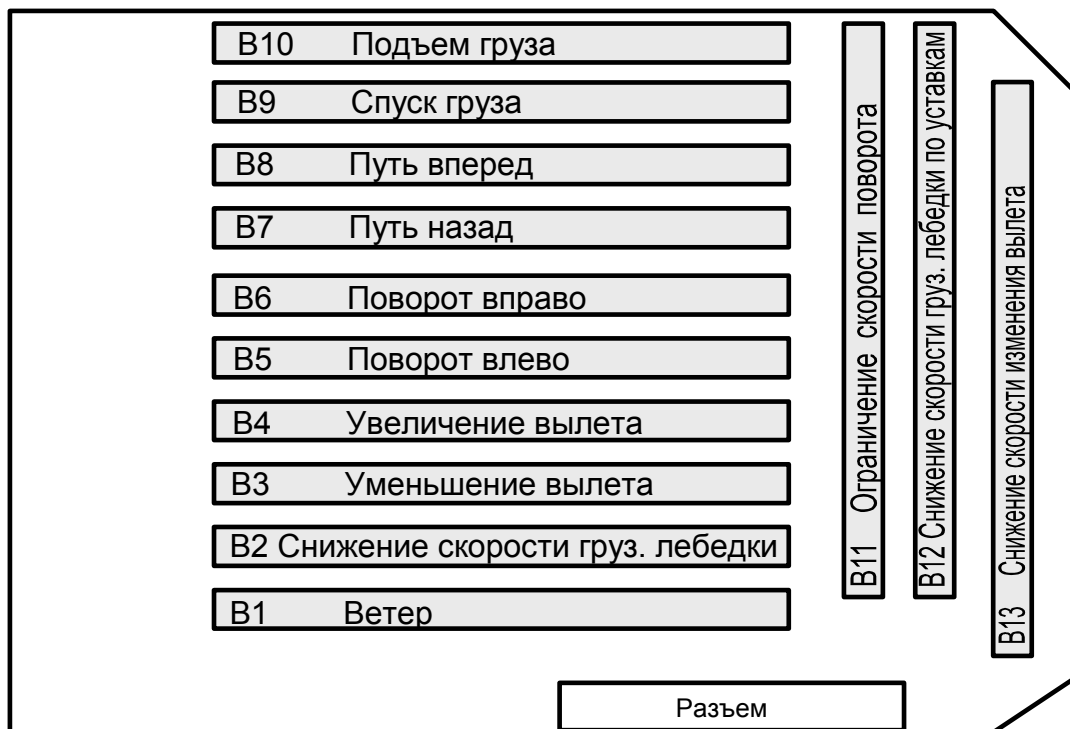 В10 Подъем груза
В9 Спуск груза
В8 Путь вперед
В7 Путь назад
В6 Поворот вправо
В5 Поворот влево
В4 Увеличение вылета
В3 Уменьшение вылета
В2 Снижение скорости груз. лебедки
В1 Ветер
В11 Ограничение скорости поворота
В12 Снижение скорости груз. лебедки по уставкам
В13 Снижение скорости изменения вылета
Разъем